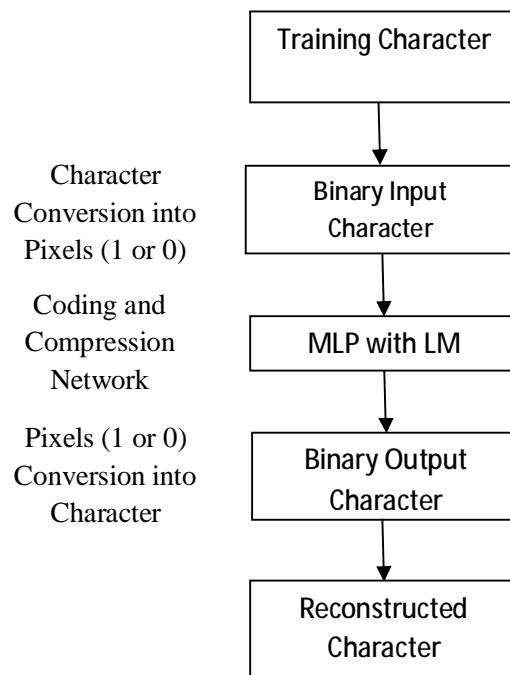 Training Character
Character
Conversion into
Pixels (1 or 0)
Binary Input
Character
Coding and
Compression
Network
MLP with LM
Pixels (1 or 0)
Conversion into
Character
Binary Output
Character
Reconstructed
Character